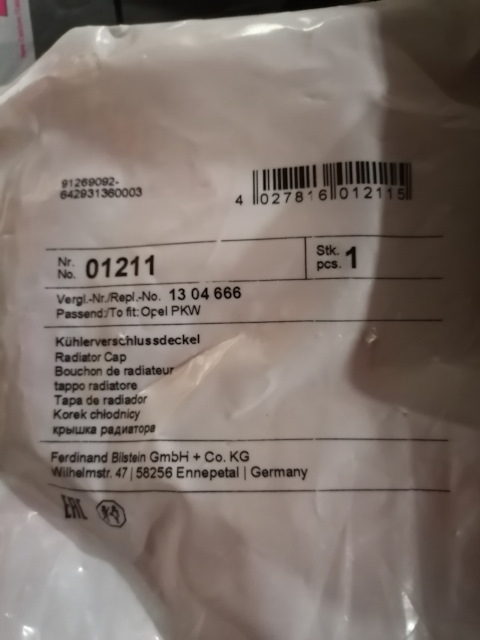 91269092-
642931360003
4 027816 012115
Nr.
No. 01211
Stk.
pcs. 1
Vergl.-Nr./Repl.-No. 13 04 666
Passend:/To fit: Opel PKW
Kühlerverschlussdeckel
Radiator Cap
Bouchon de radiateur
tappo radiatore
Tapa de radiador
Korek chłodnicy
крышка радиатора
Ferdinand Bilstein GmbH + Co. KG
Wilhelmstr. 47 | 58256 Ennepetal | Germany
EAC